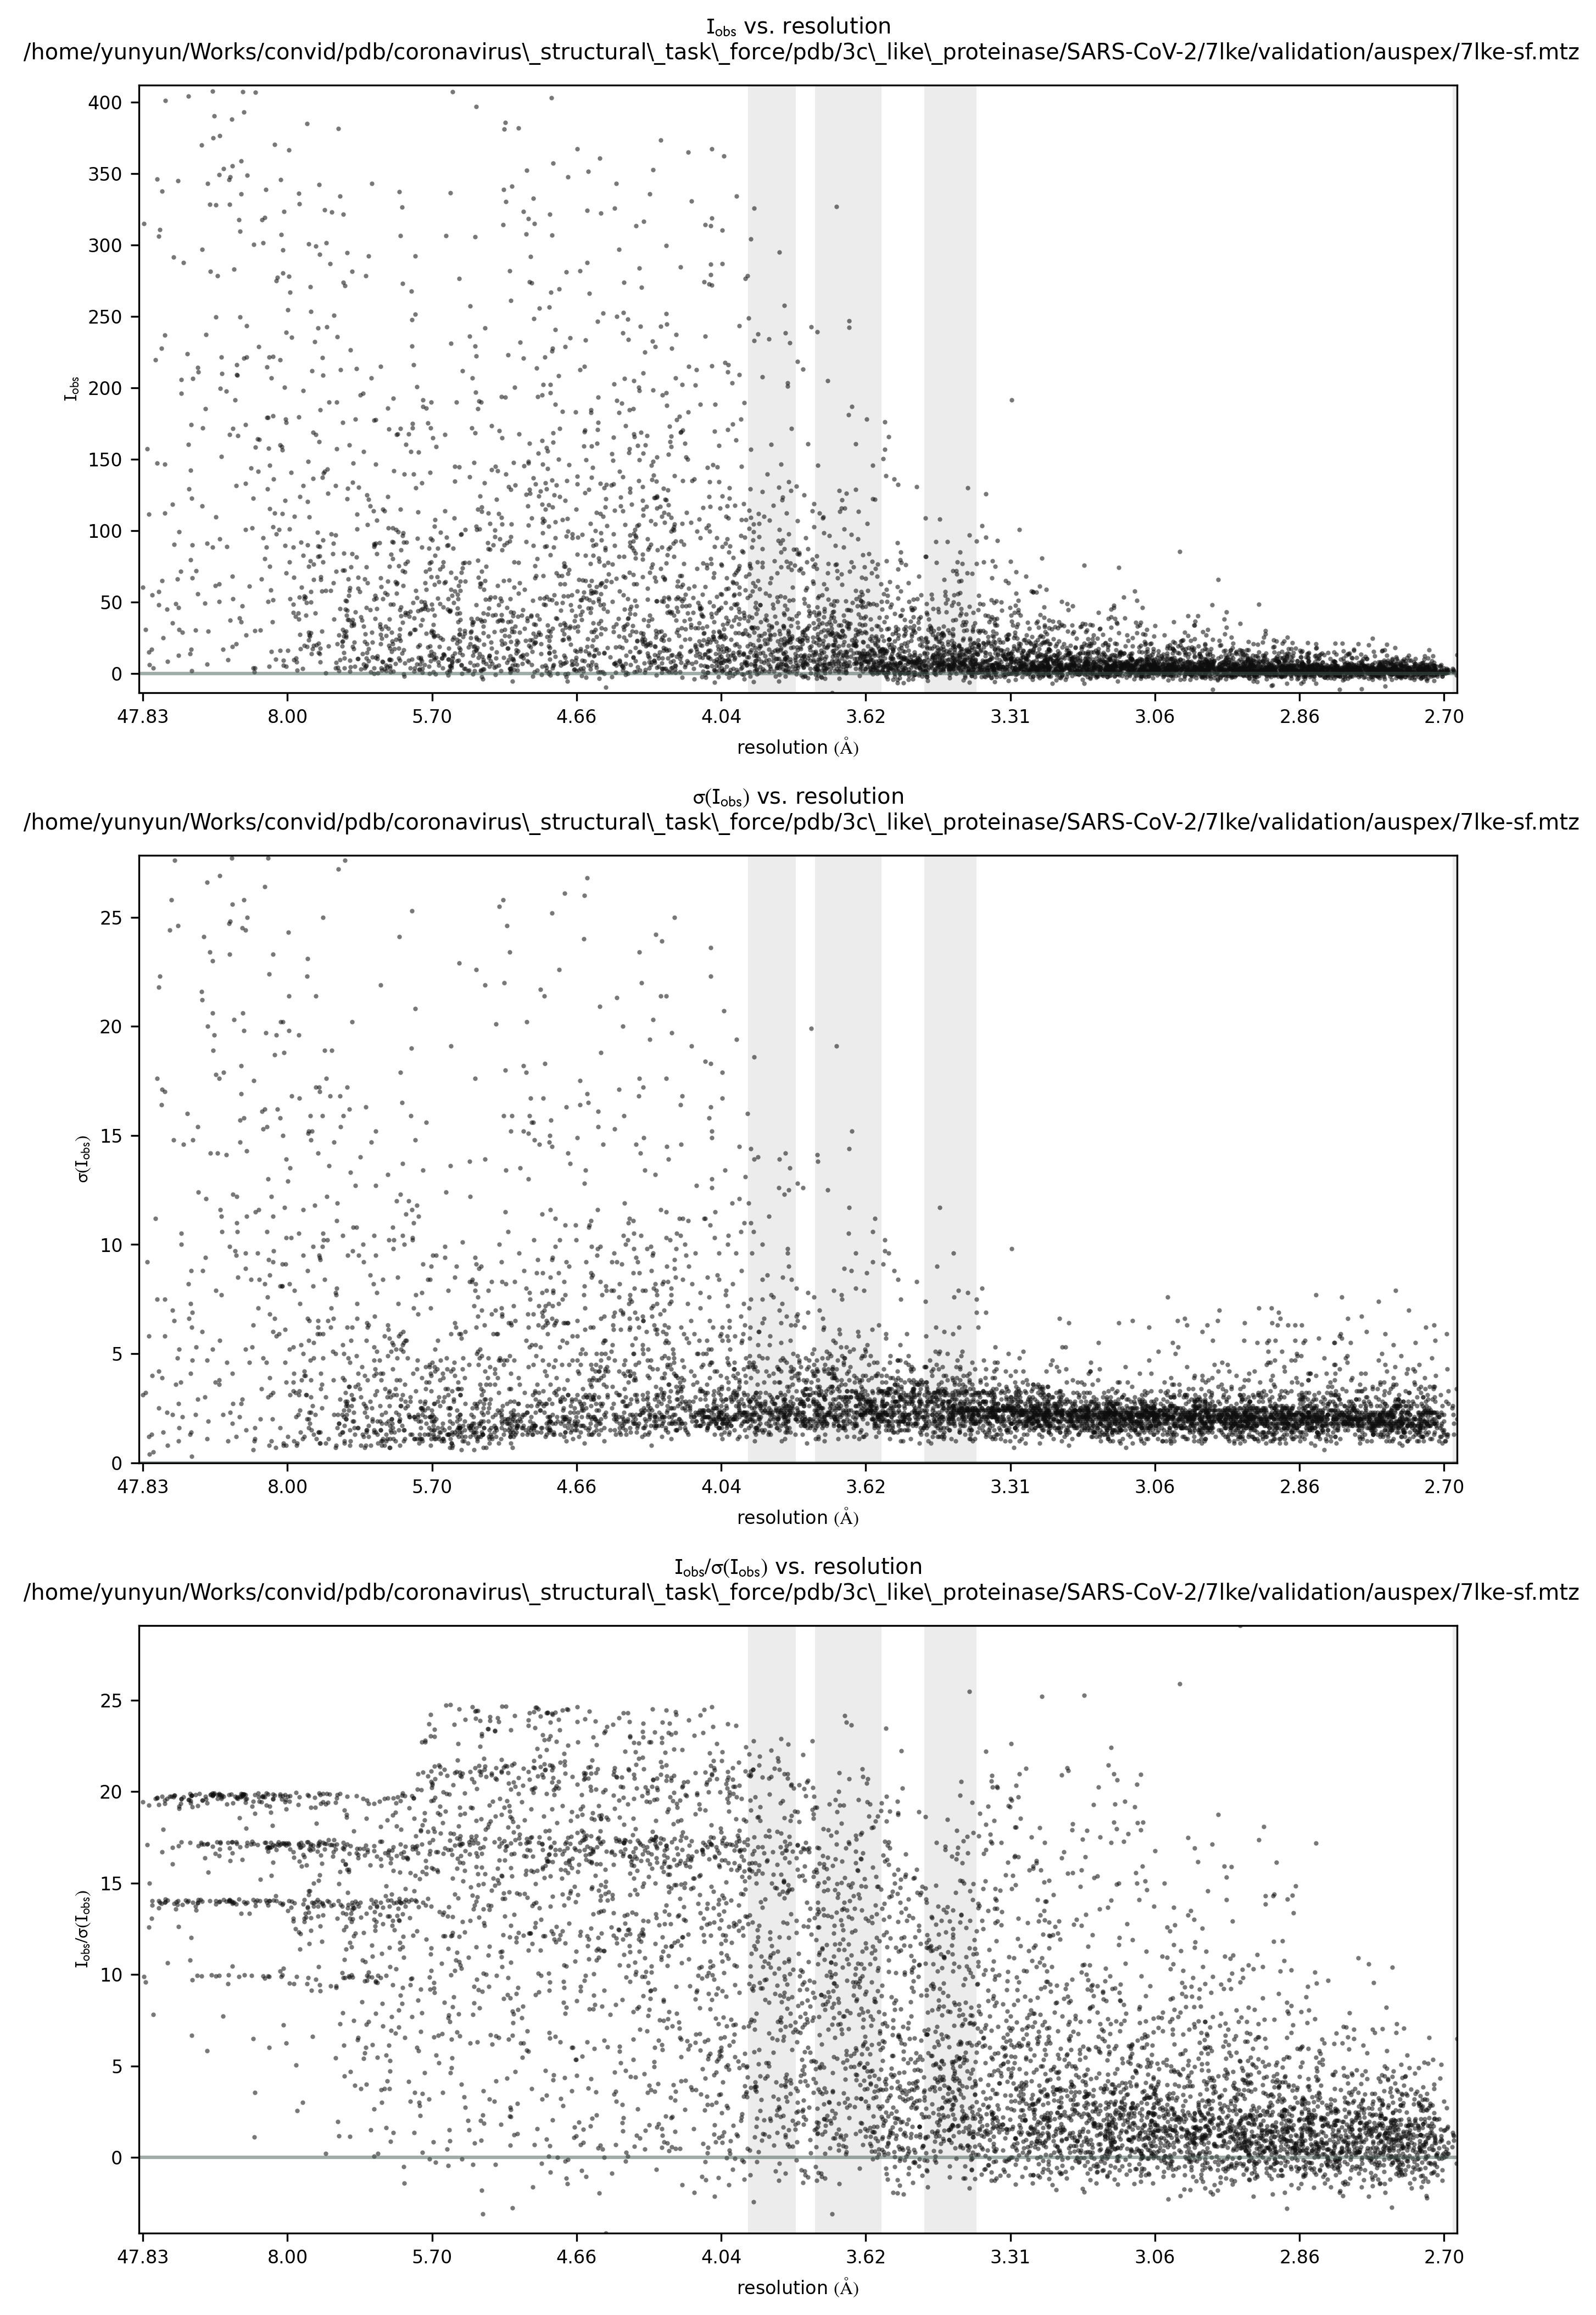 Iobs vs. resolution
/home/yunyun/Works/convid/pdb/coronavirus\_structural\_task\_force/pdb/3c\_like\_proteinase/SARS-CoV-2/7lke/validation/auspex/7lke-sf.mtz
400
350
300
250
200
150
100
50
0
Iobs
47.83 8.00 5.70 4.66 4.04 3.62 3.31 3.06 2.86 2.70
resolution (Å)
σ(Iobs) vs. resolution
/home/yunyun/Works/convid/pdb/coronavirus\_structural\_task\_force/pdb/3c\_like\_proteinase/SARS-CoV-2/7lke/validation/auspex/7lke-sf.mtz
25
20
15
10
5
0
σ(Iobs)
47.83 8.00 5.70 4.66 4.04 3.62 3.31 3.06 2.86 2.70
resolution (Å)
Iobs/σ(Iobs) vs. resolution
/home/yunyun/Works/convid/pdb/coronavirus\_structural\_task\_force/pdb/3c\_like\_proteinase/SARS-CoV-2/7lke/validation/auspex/7lke-sf.mtz
25
20
15
10
5
0
Iobs/σ(Iobs)
47.83 8.00 5.70 4.66 4.04 3.62 3.31 3.06 2.86 2.70
resolution (Å)